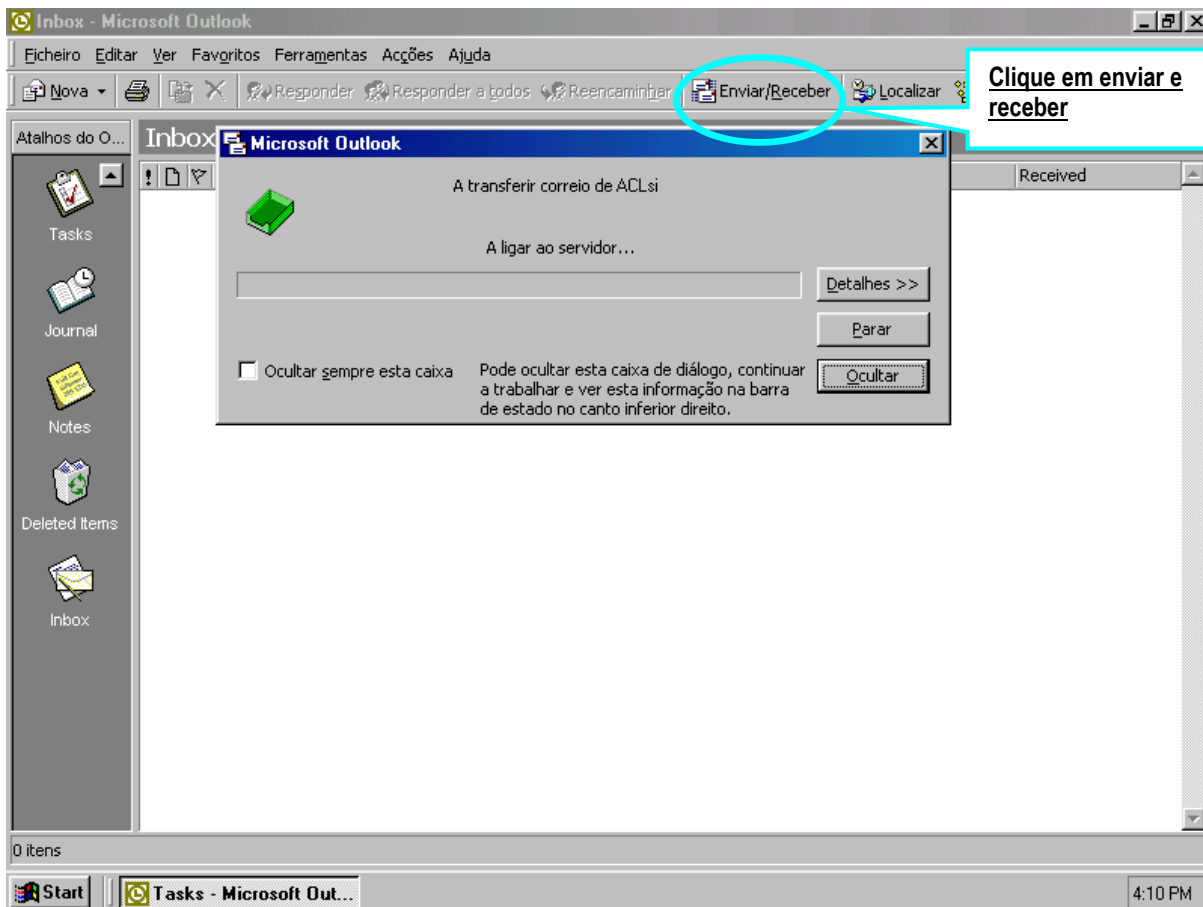 Inbox - Microsoft Outlook
Ficheiro Editar Ver Favoritos Ferramentas Acções Ajuda
Nova Responder Responder a todos Reencaminhar Enviar/Receber Localizar
Clique em enviar e
receber
Atalhos do O...
Inbox
Microsoft Outlook
Received
A transferir correio de ACLsi
A ligar ao servidor...
Detalhes >>
Parar
Ocultar sempre esta caixa
Pode ocultar esta caixa de diálogo, continuar
a trabalhar e ver esta informação na barra
de estado no canto inferior direito.
Ocultar
Tasks
Journal
Notes
Deleted Items
Inbox
0 itens
Start
Tasks - Microsoft Out...
4:10 PM